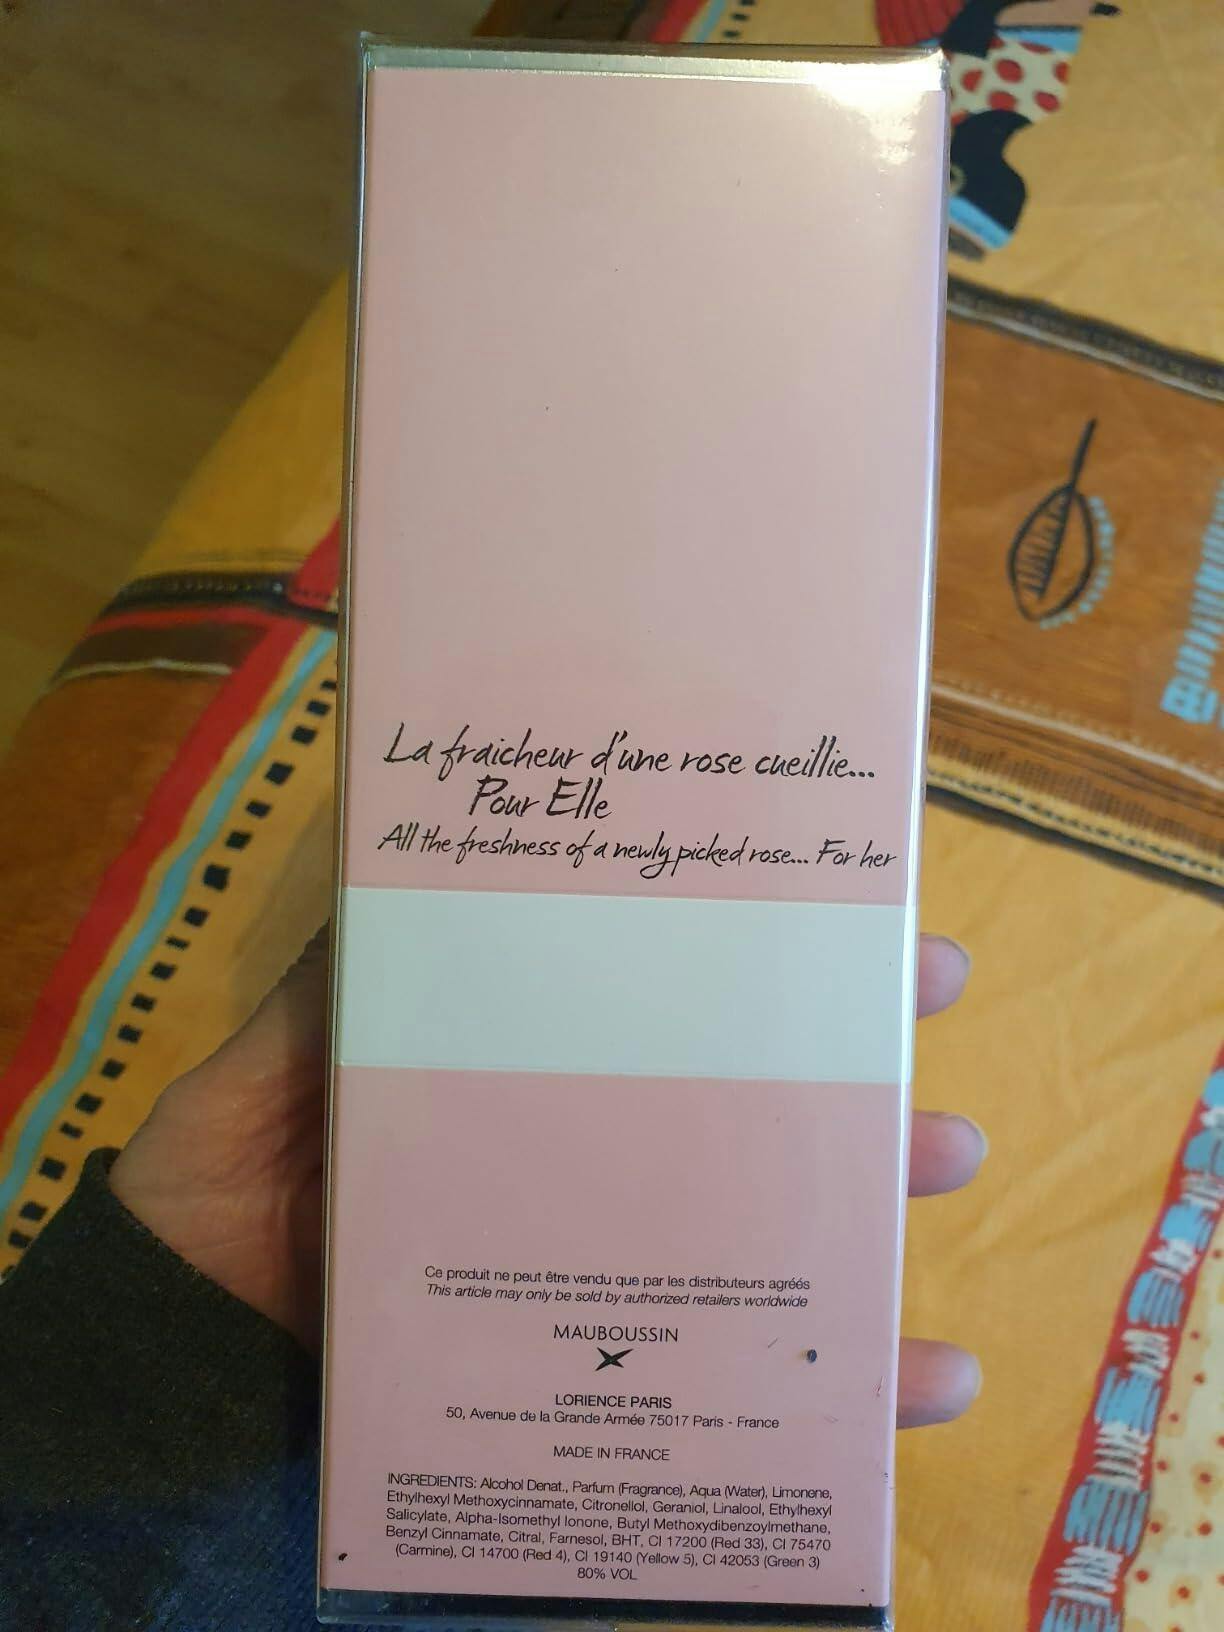 La fraicheur d'une rose cueillie...
Pour Elle
All the freshness of a newly picked rose... For her
Ce produit ne peut être vendu que par les distributeurs agréés
This article may only be sold by authorized retailers worldwide
MAUBOUSSIN
LORIENCE PARIS
50, Avenue de la Grande Armée 75017 Paris - France
MADE IN FRANCE
INGREDIENTS: Alcohol Denat., Parfum (Fragrance), Aqua (Water), Limonene,
Ethylhexyl Methoxycinnamate, Citronellol, Geraniol, Linalool, Ethylhexyl
Salicylate, Alpha-Isomethyl Ionone, Butyl Methoxydibenzoylmethane,
Benzyl Cinnamate, Citral, Farnesol, BHT, CI 17200 (Red 33), CI 75470
(Carmine), CI 14700 (Red 4), CI 19140 (Yellow 5), CI 42053 (Green 3)
80% VOL